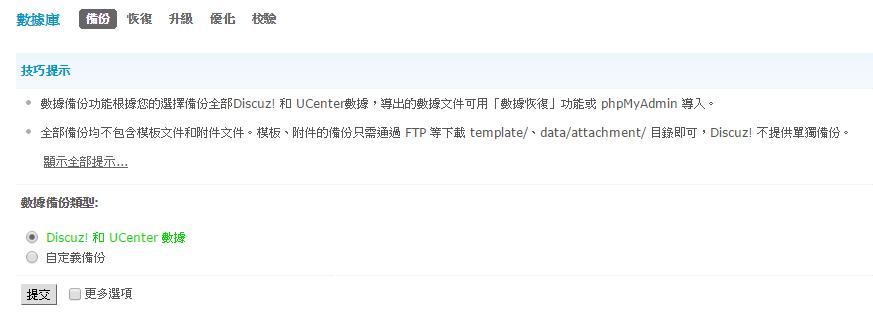 數據庫 備份 恢復 升級 優化 校驗
技巧提示
數據備份功能根據您的選擇備份全部Discuz! 和 UCenter數據，導出的數據文件可用「數據恢復」功能或 phpMyAdmin 導入。
全部備份均不包含模板文件和附件文件。模板、附件的備份只需通過 FTP 等下載 template/、data/attachment/ 目錄即可，Discuz! 不提供單獨備份。
顯示全部提示...
數據備份類型:
Discuz! 和 UCenter 數據
自定義備份
提交 更多選項